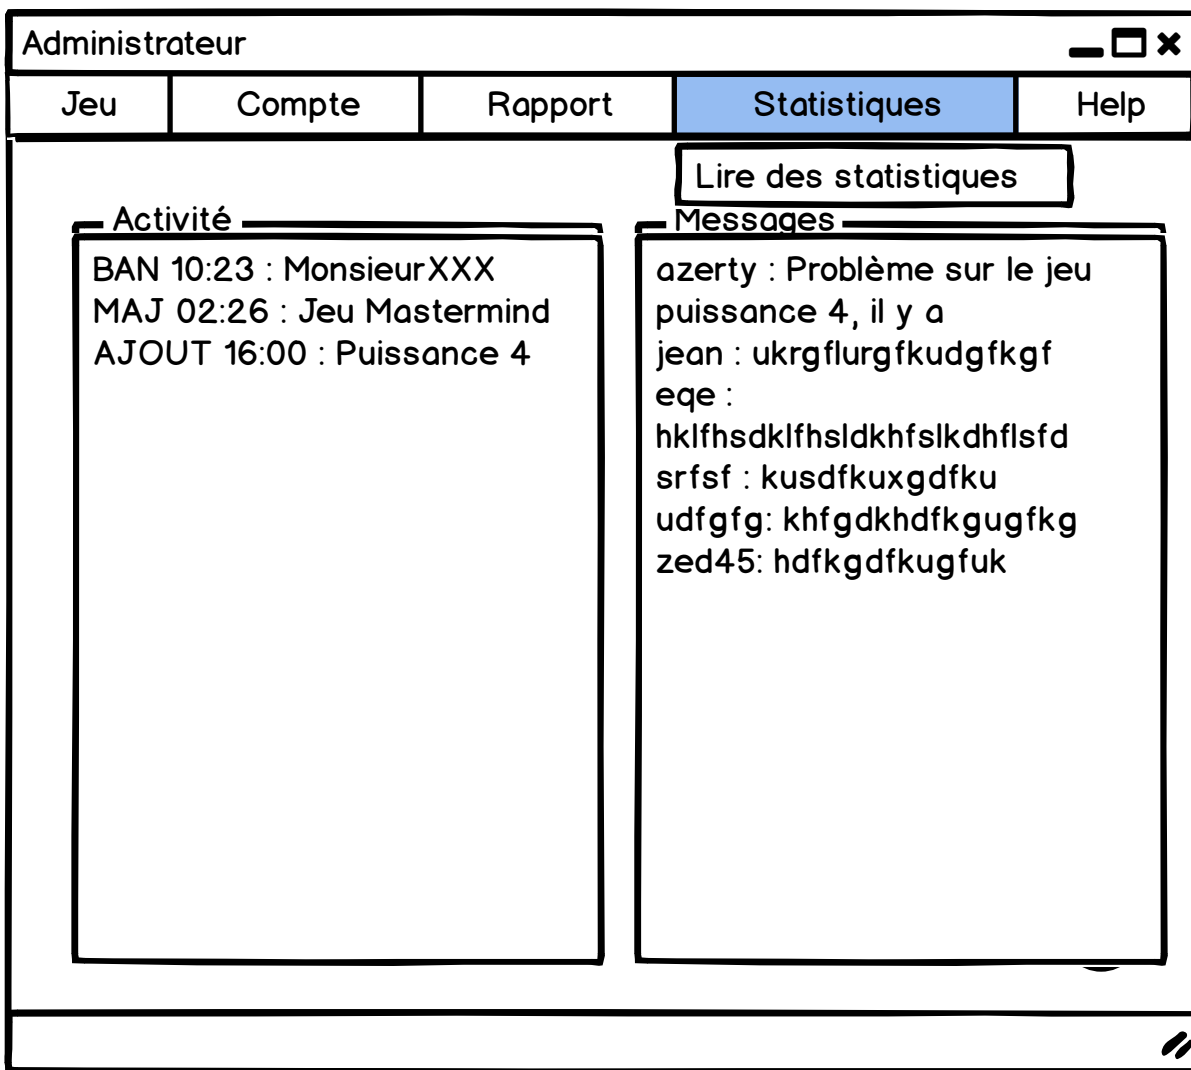 Administrateur
Jeu Compte Rapport Statistiques Help
Lire des statistiques
Activité
BAN 10:23 : MonsieurXXX
MAJ 02:26 : Jeu Mastermind
AJOUT 16:00 : Puissance 4
Messages
azerty : Problème sur le jeu
puissance 4, il y a
jean : ukrgflurgfkudgfkgf
eqe :
hklfhsdklfhsldkhfslkdhflsfd
srfsf : kusdfkuxgdfku
udfgfg: khfgdkhdfkgugfkg
zed45: hdfkgdfkugfuk